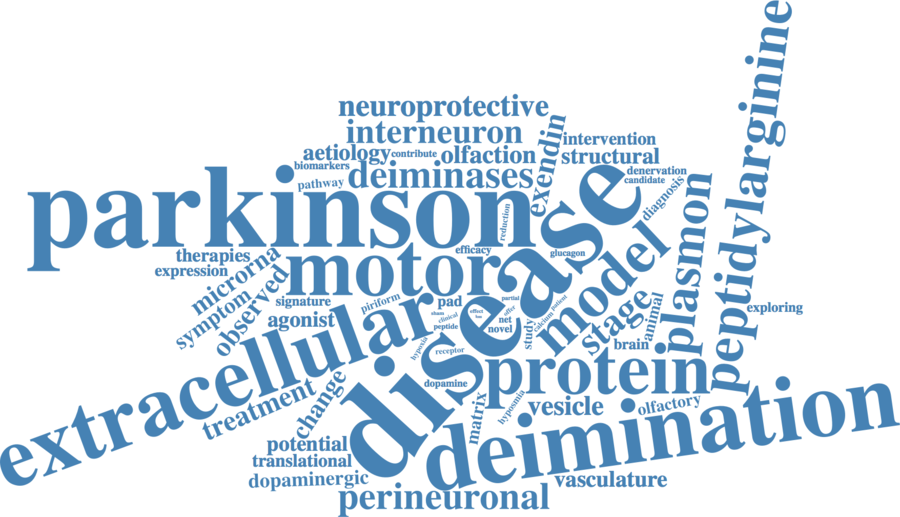 peptidylarginine
neuroprotective
interneuron
exendin
intervention
aetiology
contribute
olfaction
structural
biomarkers
denervation
pathway
deiminases
candidate
diagnosis
parkinson
reduction
disease
plasmon
therapies
efficacy
glucagon
model
expression
microrna
motor
symptom
observed
signature
piriform
pad
partial
patient
calcium
stage
animal
exploring
agonist
extracellular
sham
clinical
effect
peptide
net
novel
offer
study
brain
hypoxia
receptor
protein
treatment
change
dopamine
matrix
hyposmia
vesicle
olfactory
deimination
potential
translational
dopaminergic
vasculature
perineuronal